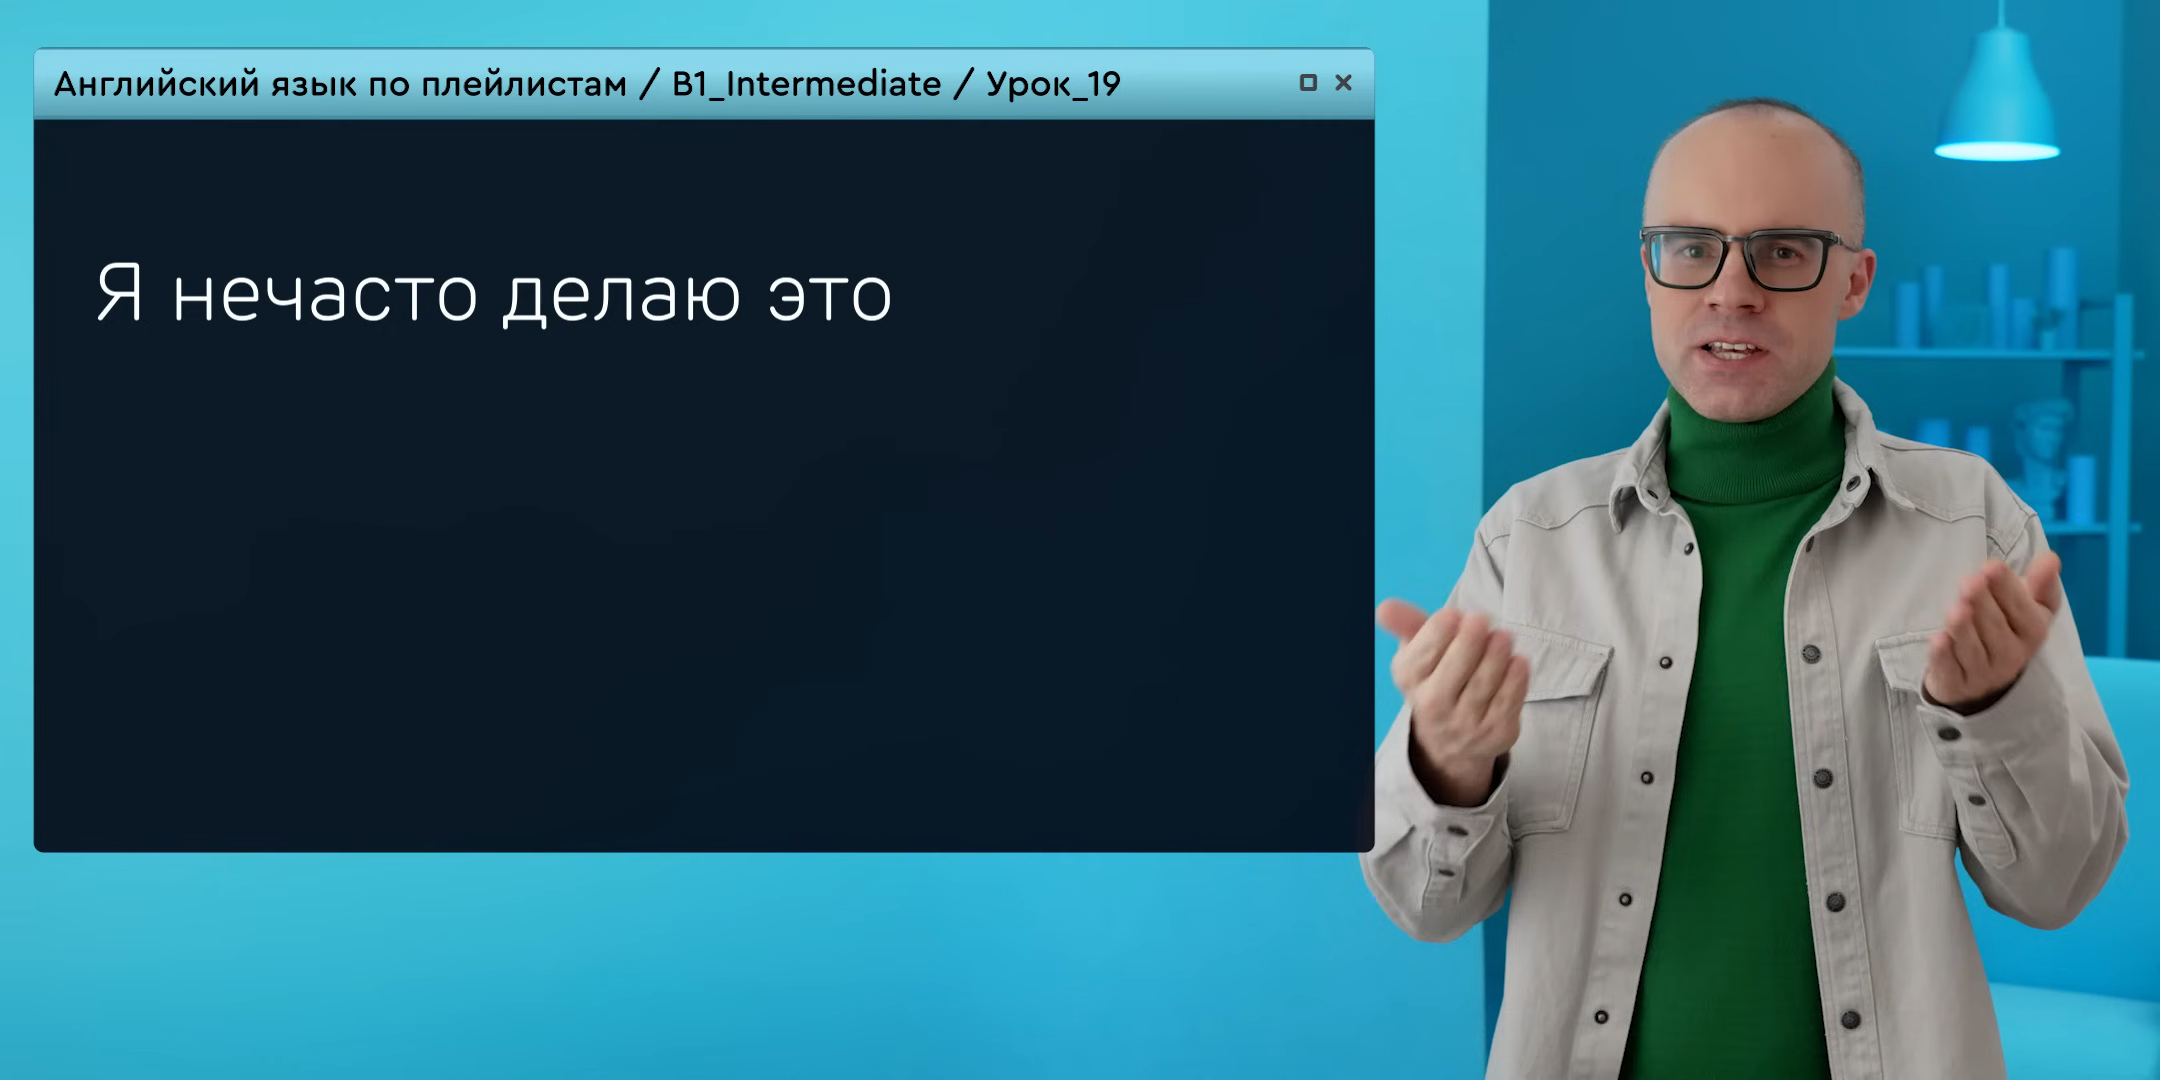 Английский язык по плейлистам / B1_Intermediate / Урок_19
Я нечасто делаю это